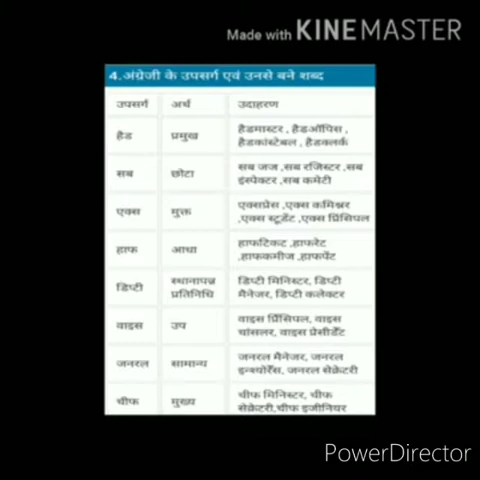 Made with KINEMASTER
4.अंग्रेजी के उपसर्ग एवं उनसे बने शब्द
उपसर्ग अर्थ उदाहरण
हैड प्रमुख हैडमास्टर , हैडऑपिस ,
हैडकांस्टेबल , हैडक्लर्क
सब छोटा सब जज ,सब रजिस्टर ,सब
इंस्पेक्टर ,सब कमेटी
एक्स मुक्त एक्सप्रेस ,एक्स कमिश्नर
,एक्स स्टूडेंट ,एक्स प्रिंसिपल
हाफ आधा हाफटिकट ,हाफरेट
,हाफकमीज ,हाफपेंट
डिप्टी स्थानापन्न प्रतिनिधि डिप्टी मिनिस्टर, डिप्टी
मैनेजर, डिप्टी कलेक्टर
वाइस उप वाइस प्रिंसिपल, वाइस
चांसलर, वाइस प्रेसीडेंट
जनरल सामान्य जनरल मैनेजर, जनरल
इन्श्योरेंस, जनरल सेक्रेटरी
चीफ मुख्य चीफ मिनिस्टर, चीफ
सेक्रेटरी,चीफ इजीनियर
PowerDirector